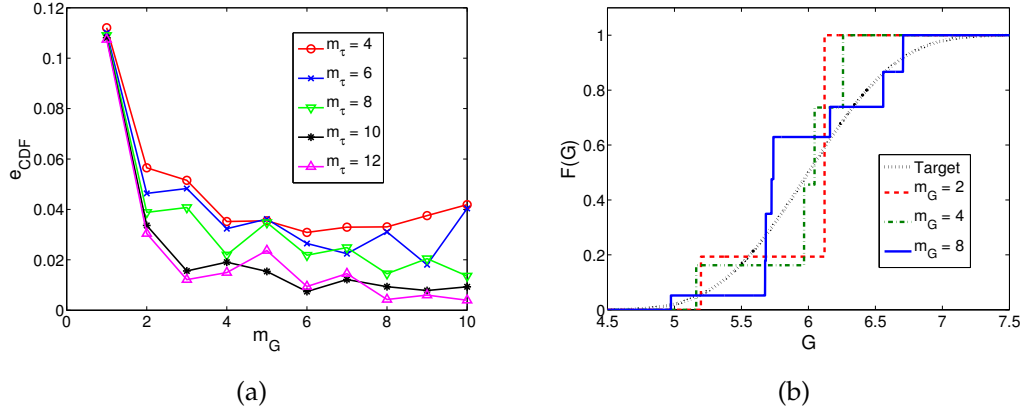 0.12
0.1
0.08
0.06
0.04
0.02
0
e_CDF
0 2 4 6 8 10
m_G
m_τ = 4
m_τ = 6
m_τ = 8
m_τ = 10
m_τ = 12
(a)
1
0.8
0.6
0.4
0.2
0
F(G)
4.5 5 5.5 6 6.5 7 7.5
G
Target
m_G = 2
m_G = 4
m_G = 8
(b)